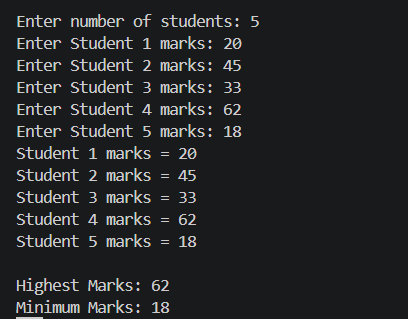 Enter number of students: 5
Enter Student 1 marks: 20
Enter Student 2 marks: 45
Enter Student 3 marks: 33
Enter Student 4 marks: 62
Enter Student 5 marks: 18
Student 1 marks = 20
Student 2 marks = 45
Student 3 marks = 33
Student 4 marks = 62
Student 5 marks = 18

Highest Marks: 62
Minimum Marks: 18